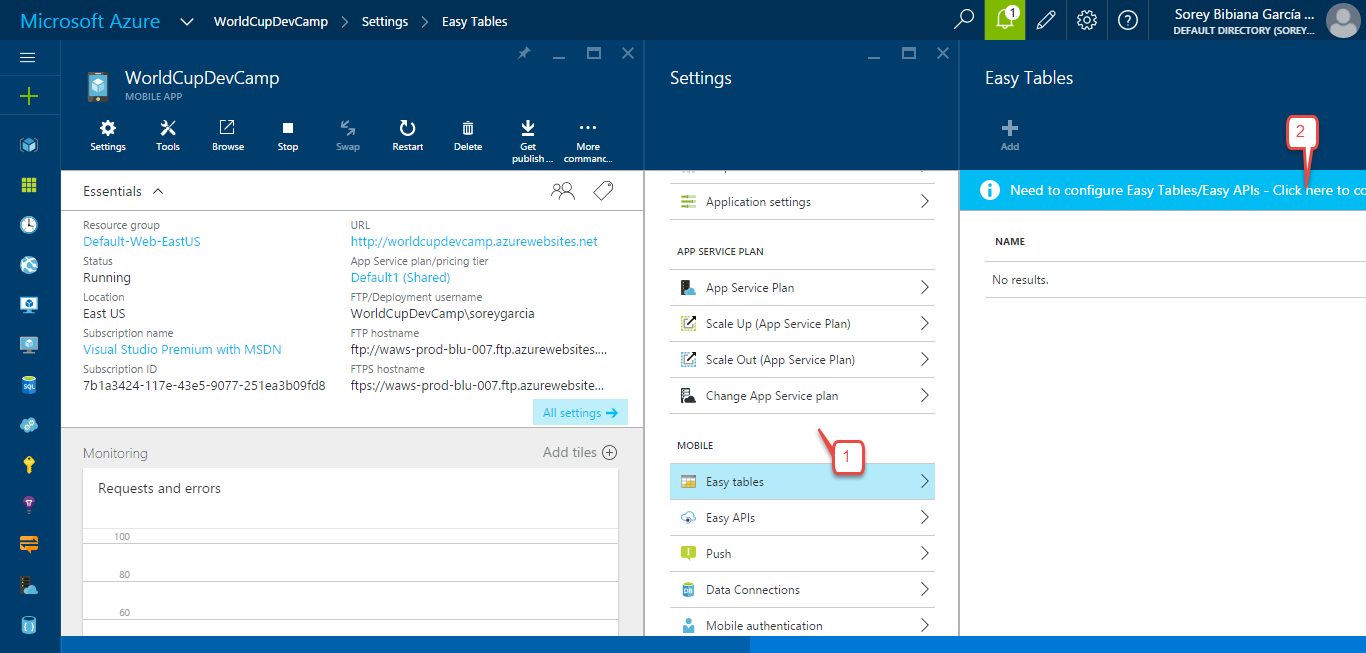 Microsoft Azure
WorldCupDevCamp
Settings
Easy Tables
1
Sorey Bibiana García ...
DEFAULT DIRECTORY (SOREY...
WorldCupDevCamp
MOBILE APP
Settings
Tools
Browse
Stop
Swap
Restart
Delete
Get
publish ...
More
commanc...
Essentials
Resource group
Default-Web-EastUS
Status
Running
Location
East US
Subscription name
Visual Studio Premium with MSDN
Subscription ID
7b1a3424-117e-43e5-9077-251ea3b09fd8
URL
http://worldcupdevcamp.azurewebsites.net
App Service plan/pricing tier
Default1 (Shared)
FTP/Deployment username
WorldCupDevCamp\soreygarcia
FTP hostname
ftp://waws-prod-blu-007.ftp.azurewebsites....
FTPS hostname
ftps://waws-prod-blu-007.ftp.azurewebsite...
All settings
Monitoring
Add tiles
Requests and errors
100
80
60
Settings
Application settings
APP SERVICE PLAN
App Service Plan
Scale Up (App Service Plan)
Scale Out (App Service Plan)
Change App Service plan
1
MOBILE
Easy tables
Easy APIs
Push
Data Connections
Mobile authentication
Easy Tables
Add
2
Need to configure Easy Tables/Easy APIs - Click here to co
NAME
No results.
SQL
DB